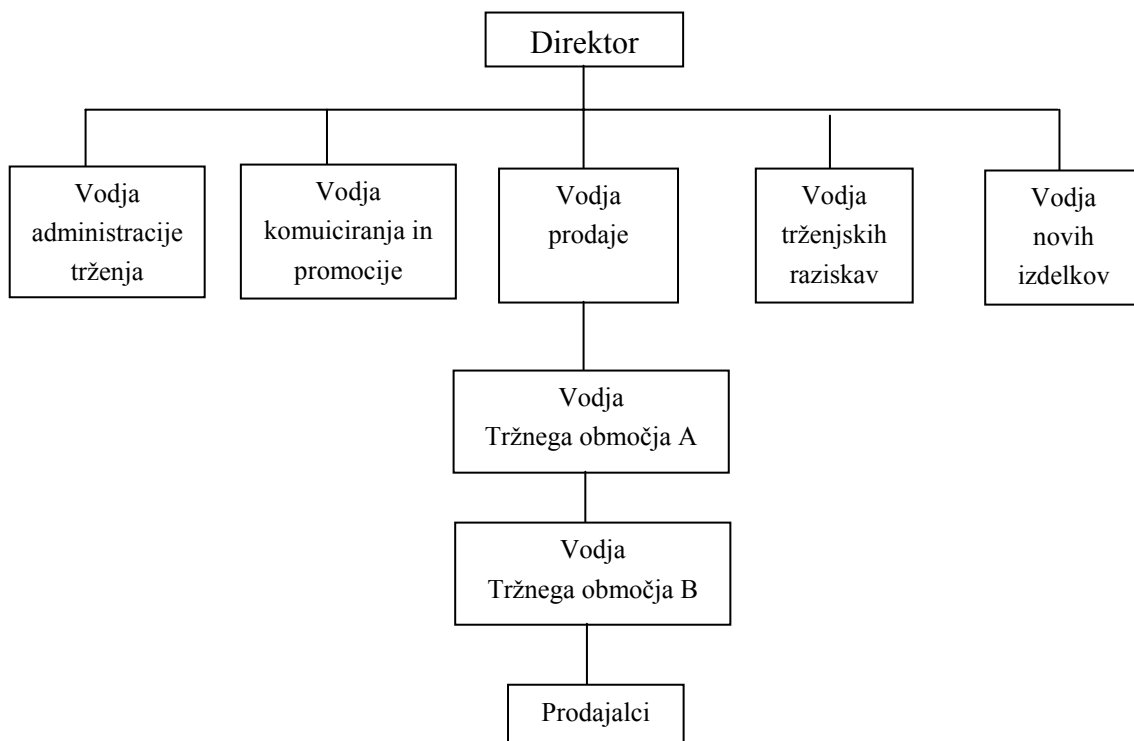 Direktor
Vodja
administracije
trženja
Vodja
komuiciranja in
promocije
Vodja
prodaje
Vodja
trženjskih
raziskav
Vodja
novih
izdelkov
Vodja
Tržnega območja A
Vodja
Tržnega območja B
Prodajalci